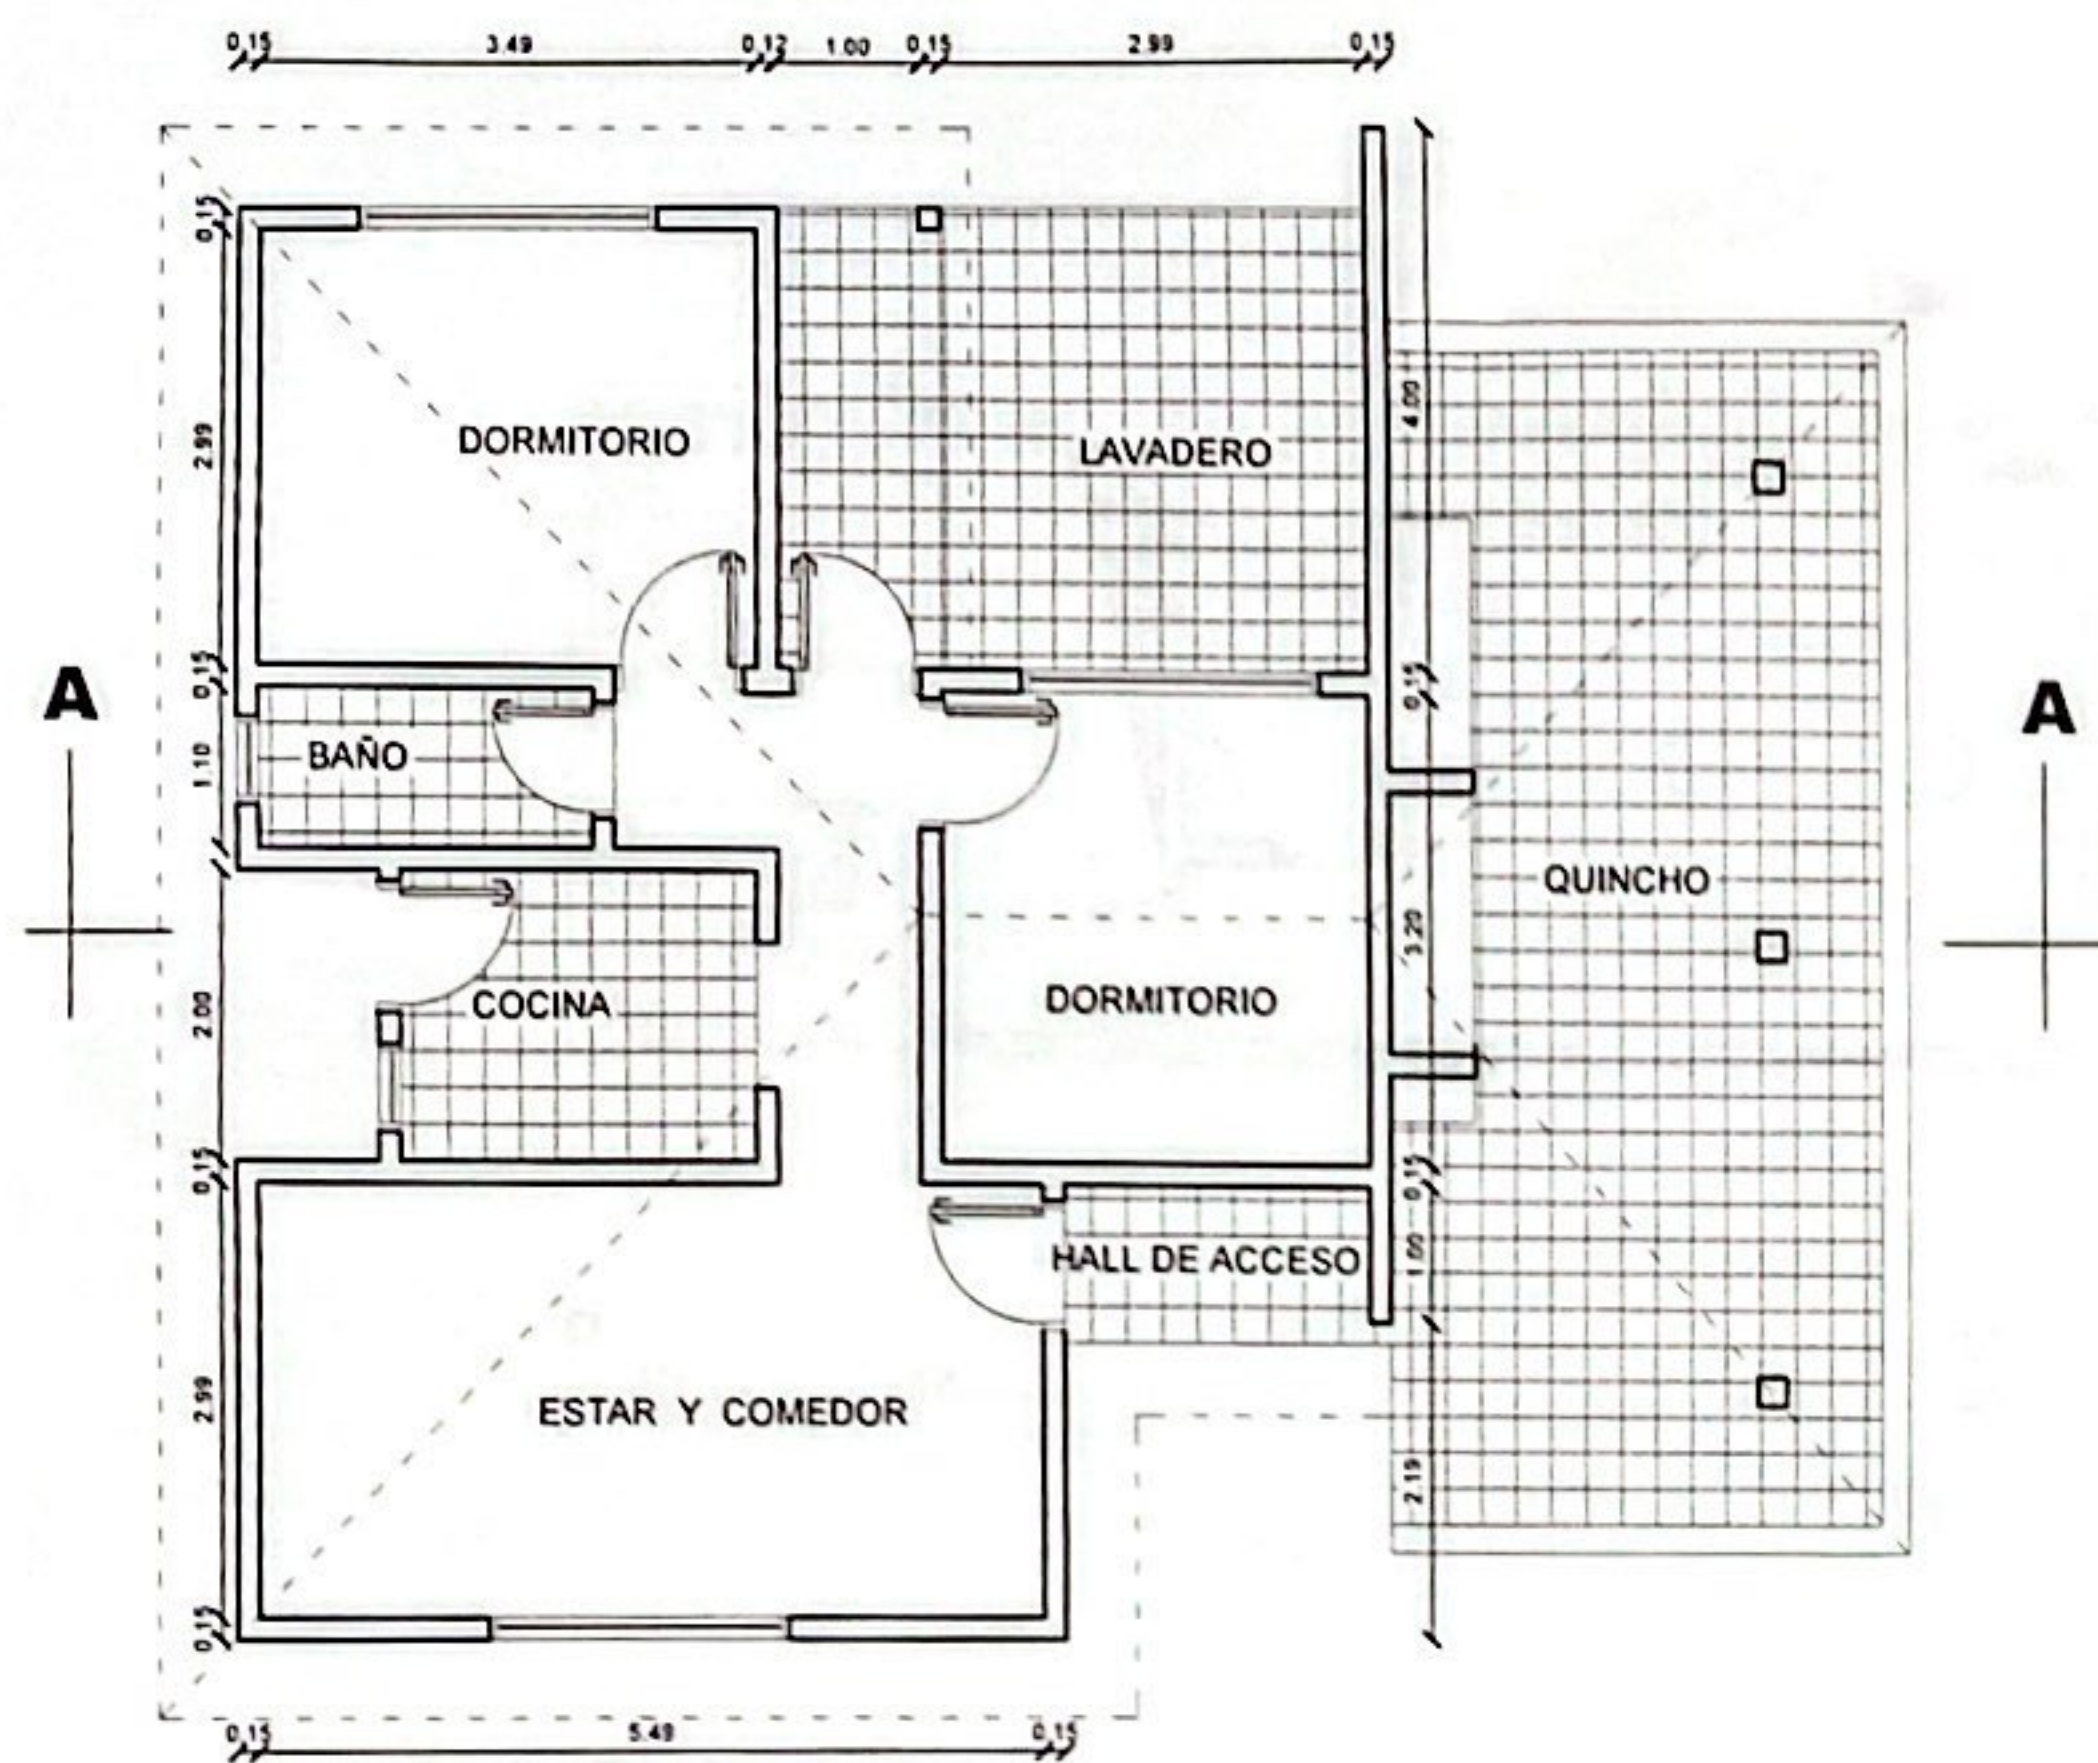 0,15 3.49 0,12 1.00 0,15 2.99 0,15
0,15
4.00
DORMITORIO
LAVADERO
2.99
0,15
0,15
A
A
BAÑO
1.10
QUINCHO
3.20
COCINA
DORMITORIO
2.00
0,15
0,15
HALL DE ACCESO
1.00
2.99
ESTAR Y COMEDOR
2.19
0,15
0,15 5.49 0,15